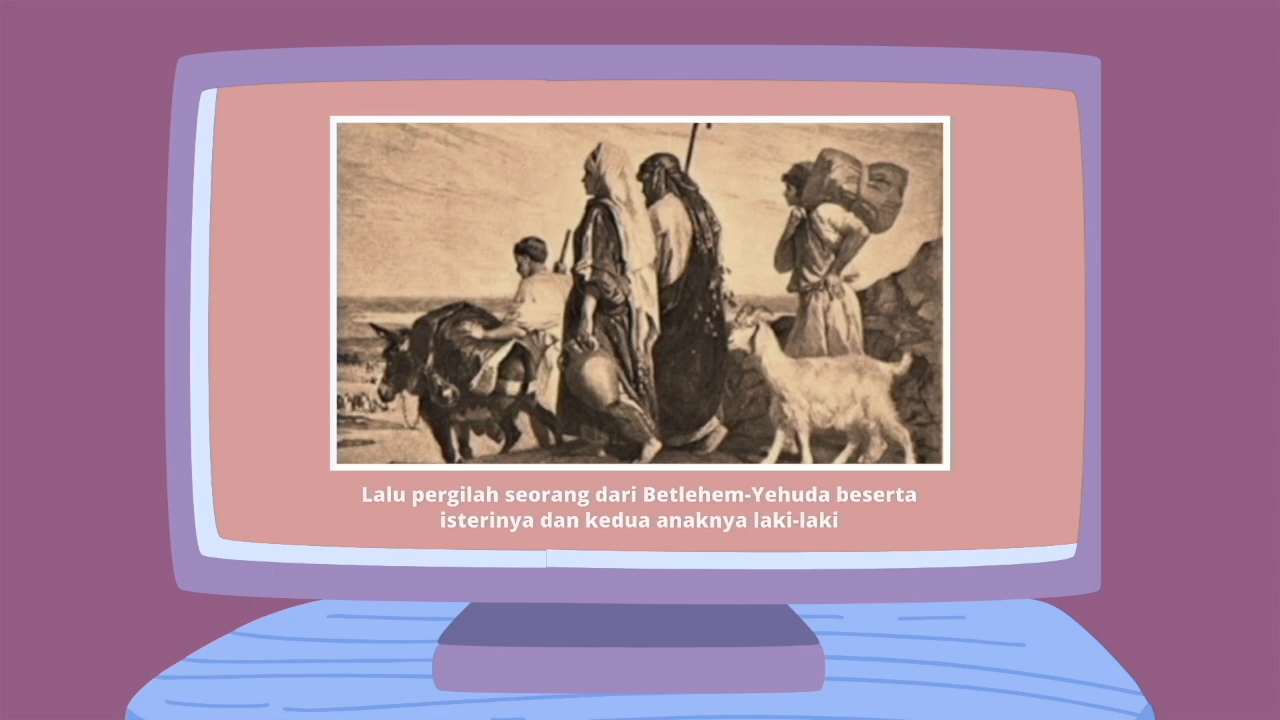 Lalu pergilah seorang dari Betlehem-Yehuda beserta
isterinya dan kedua anaknya laki-laki